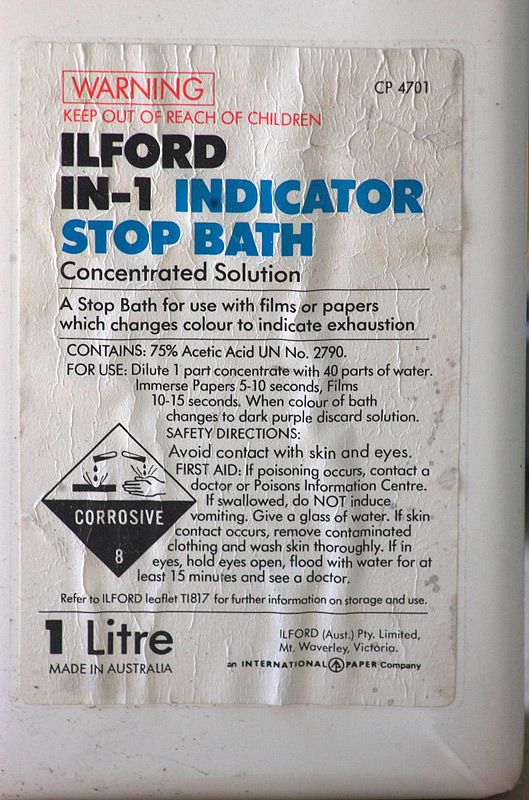 WARNING
CP 4701
KEEP OUT OF REACH OF CHILDREN
ILFORD
IN-1 INDICATOR
STOP BATH
Concentrated Solution
A Stop Bath for use with films or papers
which changes colour to indicate exhaustion
CONTAINS: 75% Acetic Acid UN No. 2790.
FOR USE: Dilute 1 part concentrate with 40 parts of water.
Immerse Papers 5-10 seconds, Films
10-15 seconds. When colour of bath
changes to dark purple discard solution.
SAFETY DIRECTIONS:
Avoid contact with skin and eyes.
FIRST AID: If poisoning occurs, contact a
doctor or Poisons Information Centre.
If swallowed, do NOT induce
vomiting. Give a glass of water. If skin
contact occurs, remove contaminated
clothing and wash skin thoroughly. If in
eyes, hold eyes open, flood with water for at
least 15 minutes and see a doctor.
CORROSIVE
8
Refer to ILFORD leaflet TI817 for further information on storage and use.
1 Litre
MADE IN AUSTRALIA
ILFORD (Aust.) Pty. Limited,
Mt. Waverley, Victoria.
an INTERNATIONAL PAPER Company